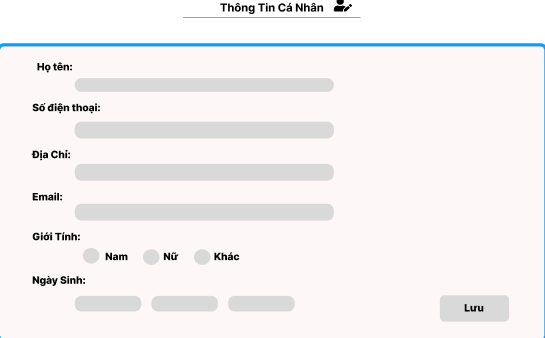 Thông Tin Cá Nhân
Họ tên:
Số điện thoại:
Địa Chỉ:
Email:
Giới Tính:
Nam Nữ Khác
Ngày Sinh:
Lưu